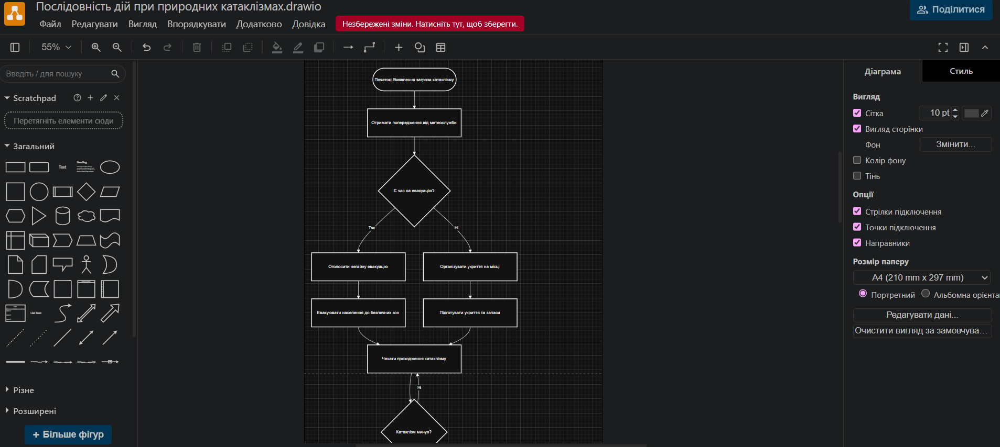 Послідовність дій при природних катаклізмах.drawio
Файл Редагувати Вигляд Впорядкувати Додатково Довідка
Незбережені зміни. Натисніть тут, щоб зберегти.
Поділитися
55%
Введіть / для пошуку
Scratchpad
Перетягніть елементи сюди
Загальний
Text
Heading
List Item
Різне
Розширені
+ Більше фігур
Початок: Виявлення загрози катаклізму
Отримати попередження від метеослужби
Є час на евакуацію?
Так
Ні
Оголосити негайну евакуацію
Організувати укриття на місці
Евакуювати населення до безпечних зон
Підготувати укриття та запаси
Чекати проходження катаклізму
Ні
Катаклізм минув?
Діаграма
Стиль
Вигляд
Сітка
10 pt
Вигляд сторінки
Фон
Змінити...
Колір фону
Тінь
Опції
Стрілки підключення
Точки підключення
Направники
Розмір паперу
A4 (210 mm x 297 mm)
Портретний
Альбомна орієнта
Редагувати дані...
Очистити вигляд за замовчува...